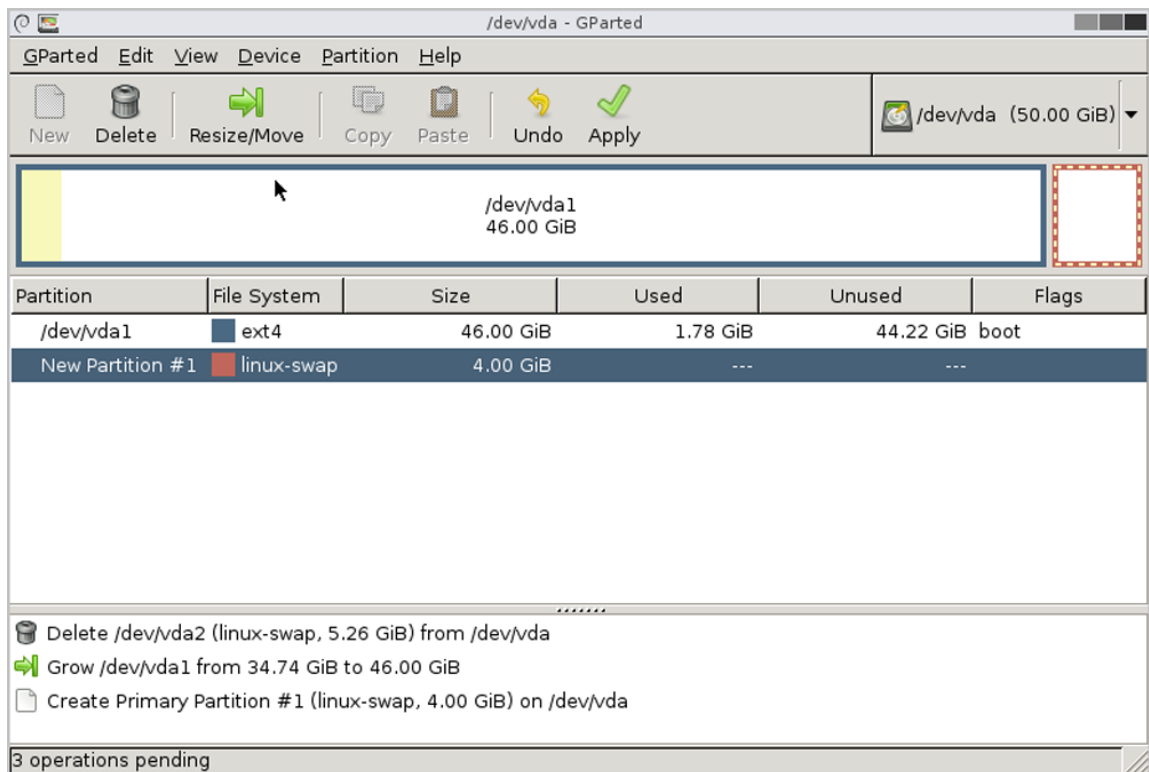 /dev/vda - GParted
GParted Edit View Device Partition Help
New Delete Resize/Move Copy Paste Undo Apply /dev/vda (50.00 GiB)
/dev/vda1
46.00 GiB
Partition File System Size Used Unused Flags
/dev/vda1 ext4 46.00 GiB 1.78 GiB 44.22 GiB boot
New Partition #1 linux-swap 4.00 GiB --- ---
Delete /dev/vda2 (linux-swap, 5.26 GiB) from /dev/vda
Grow /dev/vda1 from 34.74 GiB to 46.00 GiB
Create Primary Partition #1 (linux-swap, 4.00 GiB) on /dev/vda
3 operations pending